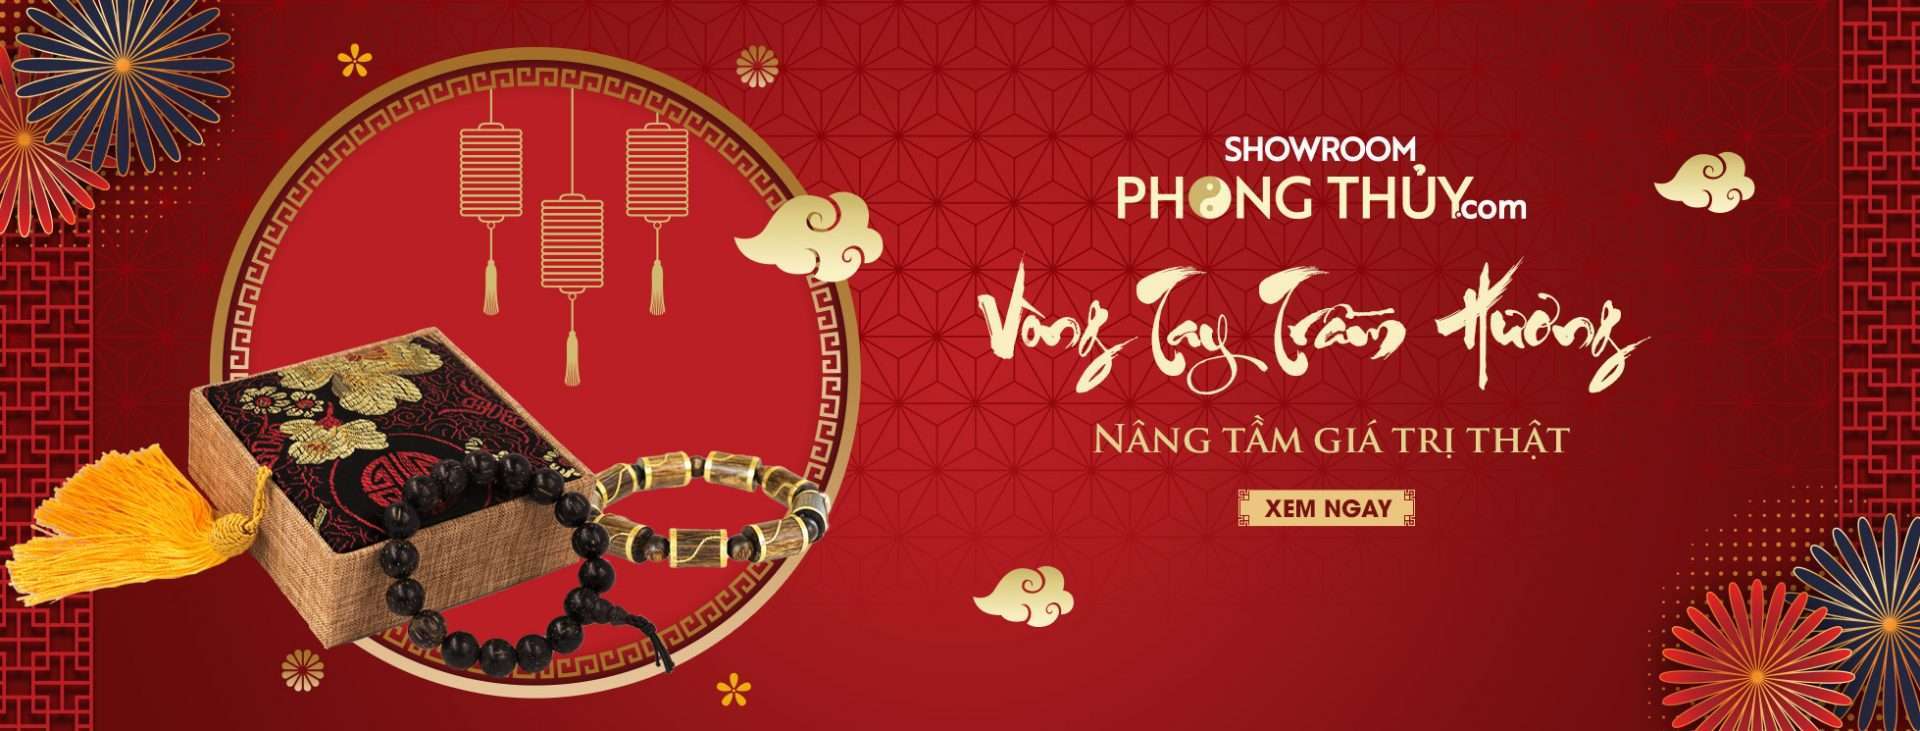 SHOWROOM
PHONG THỦY.com
Vòng Tay Trầm Hương
NÂNG TẦM GIÁ TRỊ THẬT
XEM NGAY